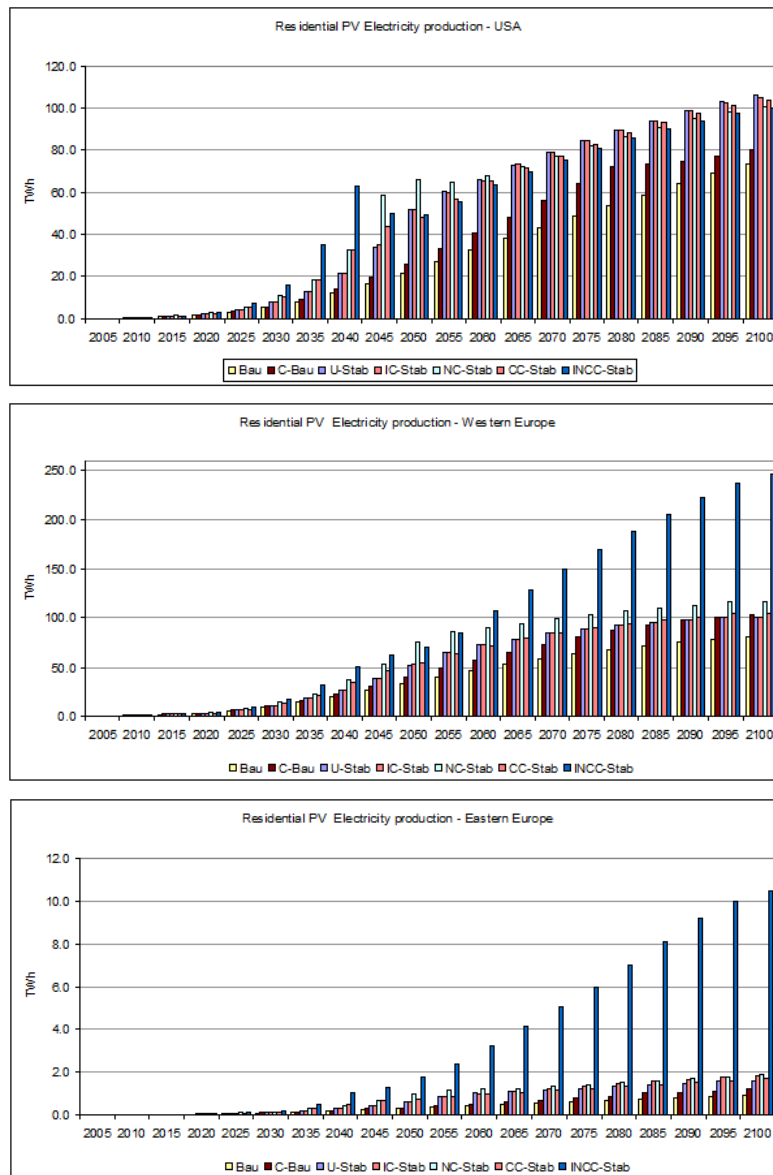 Residential PV Electricity production - USA
120.0
100.0
80.0
60.0
40.0
20.0
0.0
TWh
2005 2010 2015 2020 2025 2030 2035 2040 2045 2050 2055 2060 2065 2070 2075 2080 2085 2090 2095 2100
Bau C-Bau U-Stab IC-Stab NC-Stab CC-Stab INCC-Stab
Residential PV Electricity production - Western Europe
250.0
200.0
150.0
100.0
50.0
0.0
TWh
2005 2010 2015 2020 2025 2030 2035 2040 2045 2050 2055 2060 2065 2070 2075 2080 2085 2090 2095 2100
Bau C-Bau U-Stab IC-Stab NC-Stab CC-Stab INCC-Stab
Residential PV Electricity production - Eastern Europe
12.0
10.0
8.0
6.0
4.0
2.0
0.0
TWh
2005 2010 2015 2020 2025 2030 2035 2040 2045 2050 2055 2060 2065 2070 2075 2080 2085 2090 2095 2100
Bau C-Bau U-Stab IC-Stab NC-Stab CC-Stab INCC-Stab